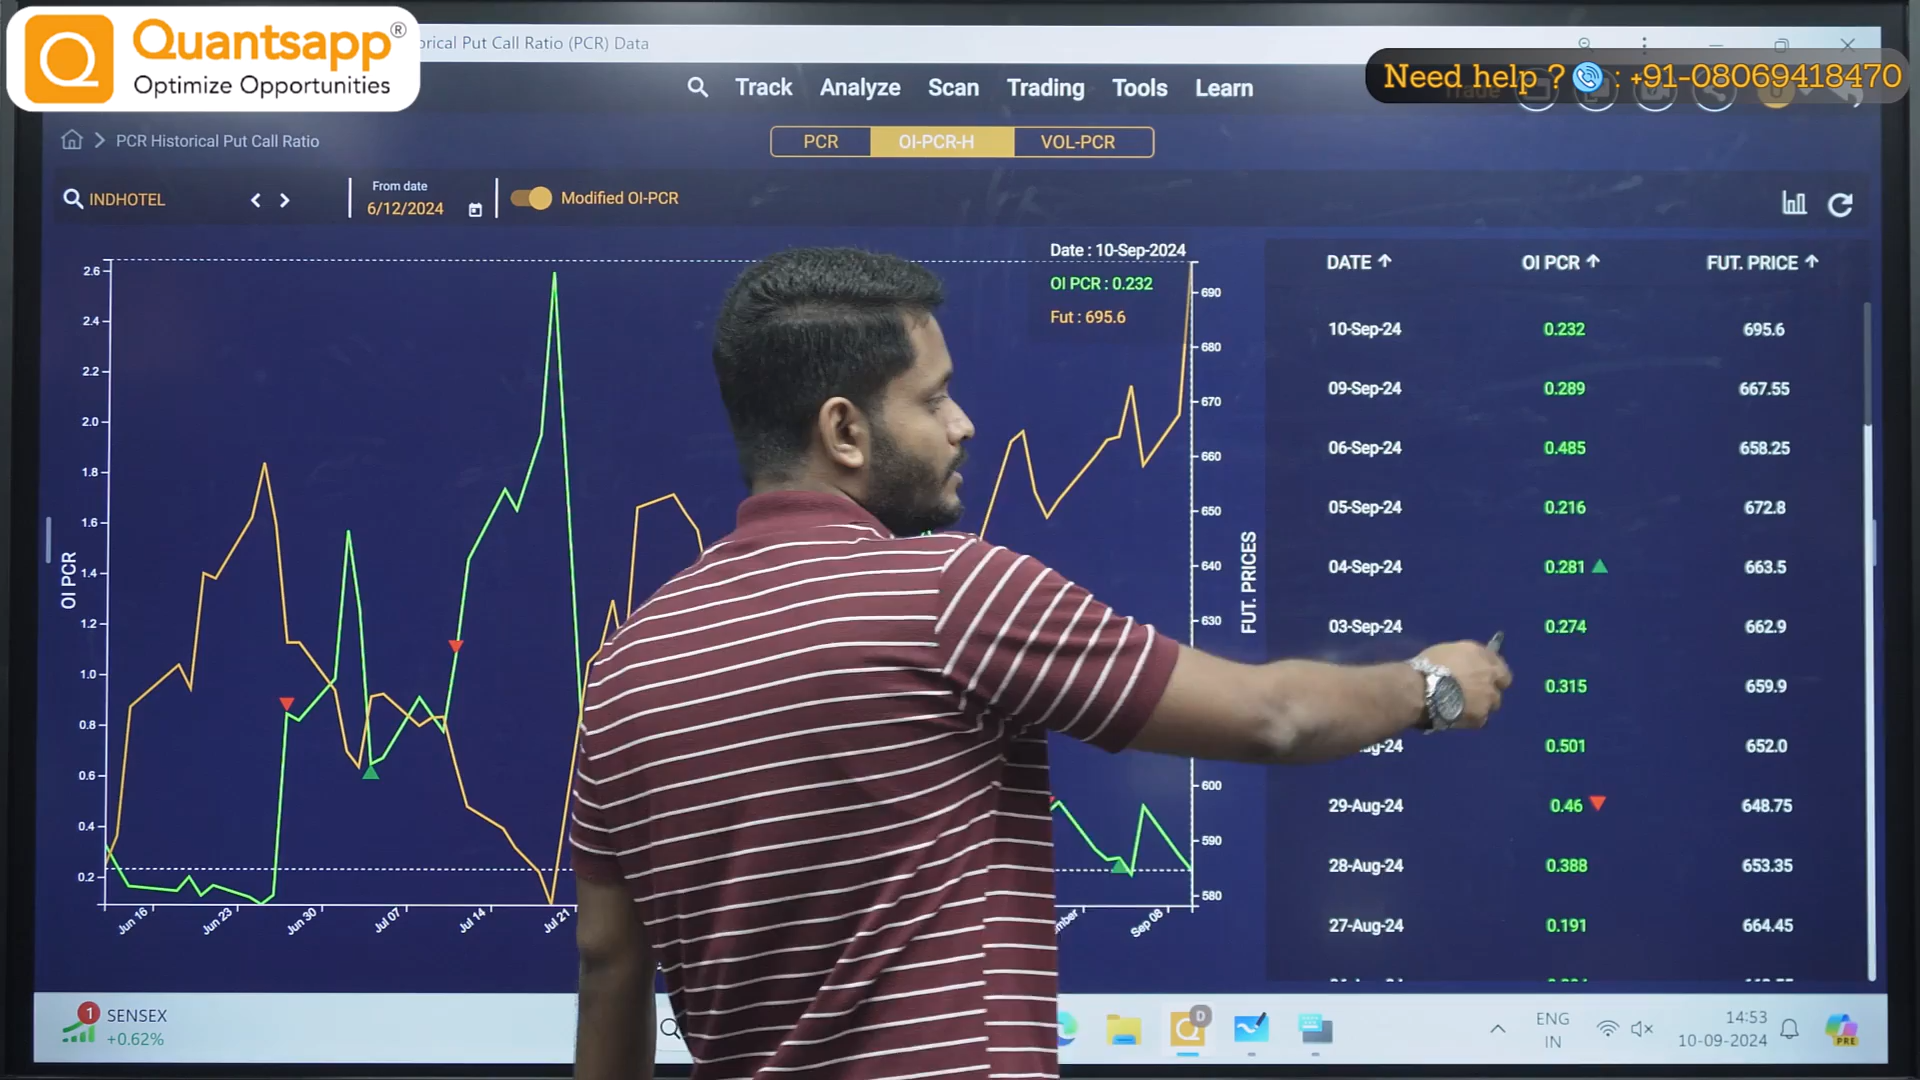 Quantsapp®
Optimize Opportunities
orical Put Call Ratio (PCR) Data
Need help ? : +91-08069418470
Track Analyze Scan Trading Tools Learn
PCR Historical Put Call Ratio
PCR OI-PCR-H VOL-PCR
INDHOTEL
From date
6/12/2024
Modified OI-PCR
Date : 10-Sep-2024
OI PCR : 0.232
Fut : 695.6
2.6
2.4
2.2
2.0
1.8
1.6
1.4
1.2
1.0
0.8
0.6
0.4
0.2
OI PCR
Jun 16
Jun 23
Jun 30
Jul 07
Jul 14
Jul 21
mber
Sep 08
690
680
670
660
650
640
630
600
590
580
FUT. PRICES
DATE OI PCR FUT. PRICE
10-Sep-24 0.232 695.6
09-Sep-24 0.289 667.55
06-Sep-24 0.485 658.25
05-Sep-24 0.216 672.8
04-Sep-24 0.281 663.5
03-Sep-24 0.274 662.9
0.315 659.9
ug-24 0.501 652.0
29-Aug-24 0.46 648.75
28-Aug-24 0.388 653.35
27-Aug-24 0.191 664.45
1
SENSEX
+0.62%
D
ENG
IN
14:53
10-09-2024
PRE